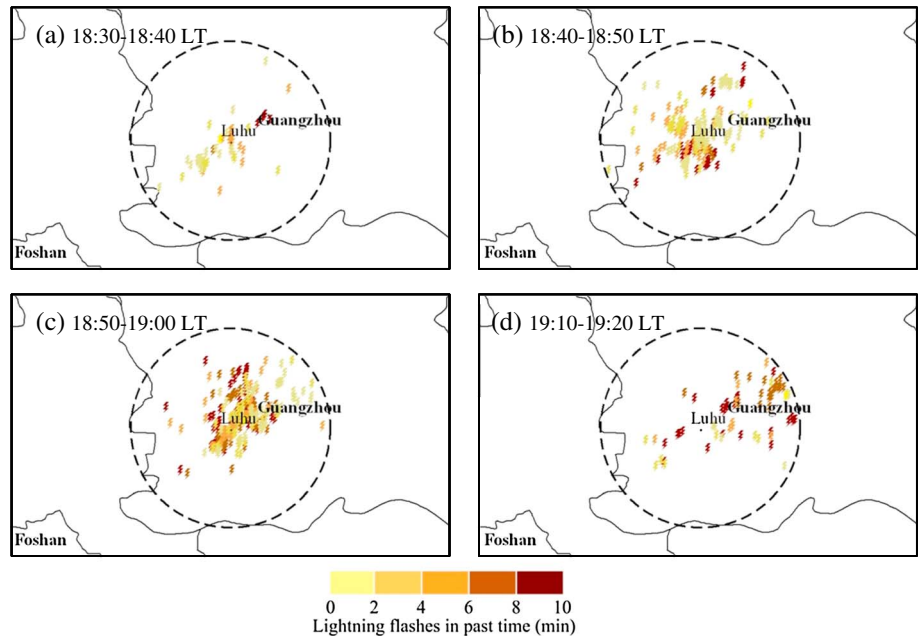 (a) 18:30-18:40 LT
Guangzhou
Luhu
Foshan
(b) 18:40-18:50 LT
Guangzhou
Luhu
Foshan
(c) 18:50-19:00 LT
Guangzhou
Luhu
Foshan
(d) 19:10-19:20 LT
Guangzhou
Luhu
Foshan
0 2 4 6 8 10
Lightning flashes in past time (min)